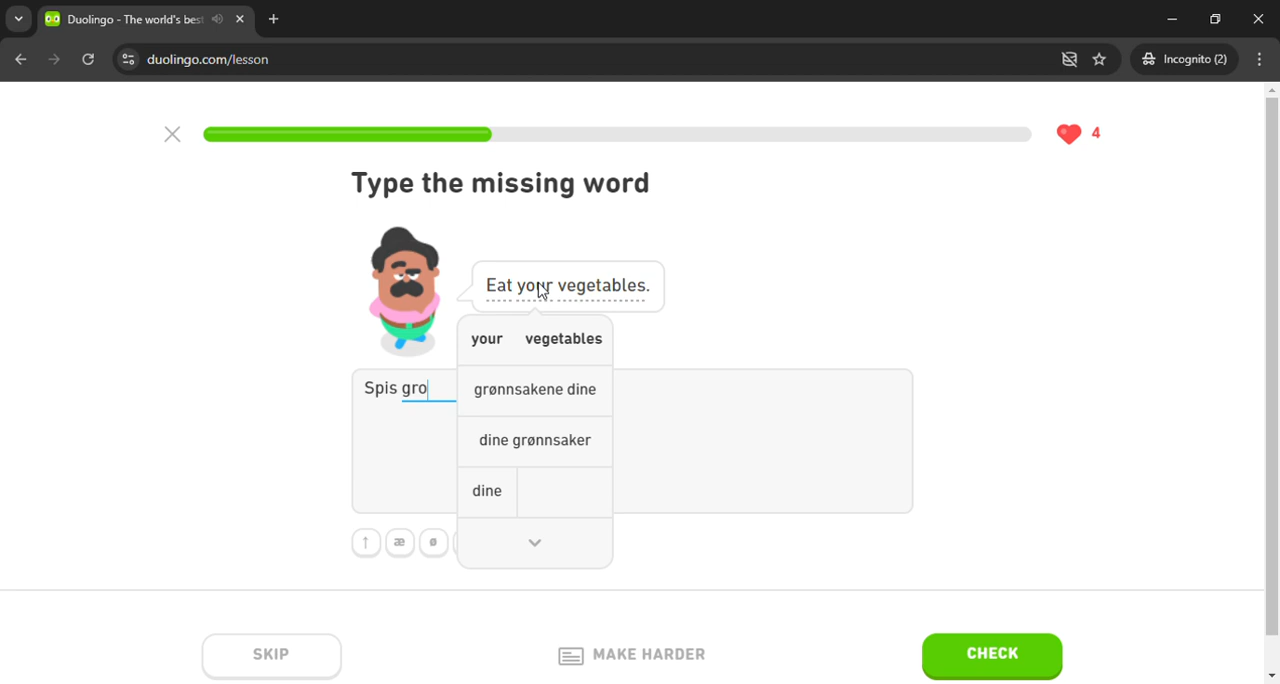 Duolingo - The world's best
duolingo.com/lesson
Incognito (2)
4
Type the missing word
Eat your vegetables.
your vegetables
grønnsakene dine
dine grønnsaker
dine
Spis gro
↑ æ ø
SKIP
MAKE HARDER
CHECK